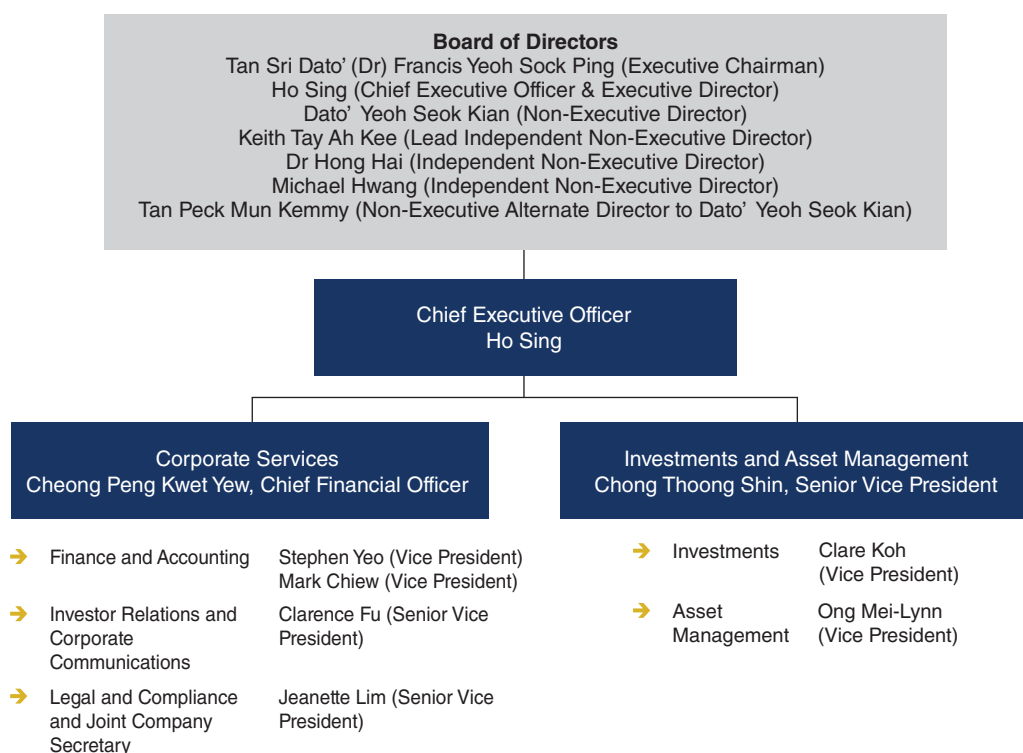 Board of Directors
Tan Sri Dato’ (Dr) Francis Yeoh Sock Ping (Executive Chairman)
Ho Sing (Chief Executive Officer & Executive Director)
Dato’ Yeoh Seok Kian (Non-Executive Director)
Keith Tay Ah Kee (Lead Independent Non-Executive Director)
Dr Hong Hai (Independent Non-Executive Director)
Michael Hwang (Independent Non-Executive Director)
Tan Peck Mun Kemmy (Non-Executive Alternate Director to Dato’ Yeoh Seok Kian)
Chief Executive Officer
Ho Sing
Corporate Services
Cheong Peng Kwet Yew, Chief Financial Officer
Finance and Accounting
Stephen Yeo (Vice President)
Mark Chiew (Vice President)
Investor Relations and
Corporate
Communications
Clarence Fu (Senior Vice
President)
Legal and Compliance
and Joint Company
Secretary
Jeanette Lim (Senior Vice
President)
Investments and Asset Management
Chong Thoong Shin, Senior Vice President
Investments
Clare Koh
(Vice President)
Asset
Management
Ong Mei-Lynn
(Vice President)